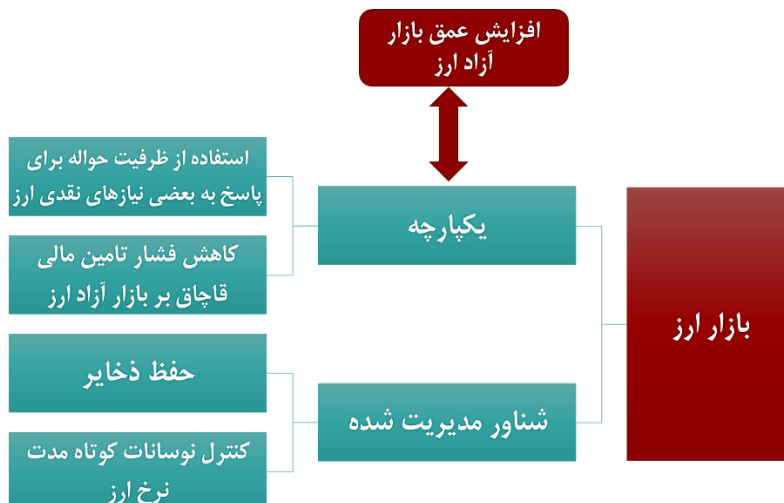 افزایش عمق بازار
آزاد ارز
بازار ارز
یکپارچه
استفاده از ظرفیت حواله برای
پاسخ به بعضی نیازهای نقدی ارز
کاهش فشار تامین مالی
قاچاق بر بازار آزاد ارز
شناور مدیریت شده
حفظ ذخایر
کنترل نوسانات کوتاه مدت
نرخ ارز